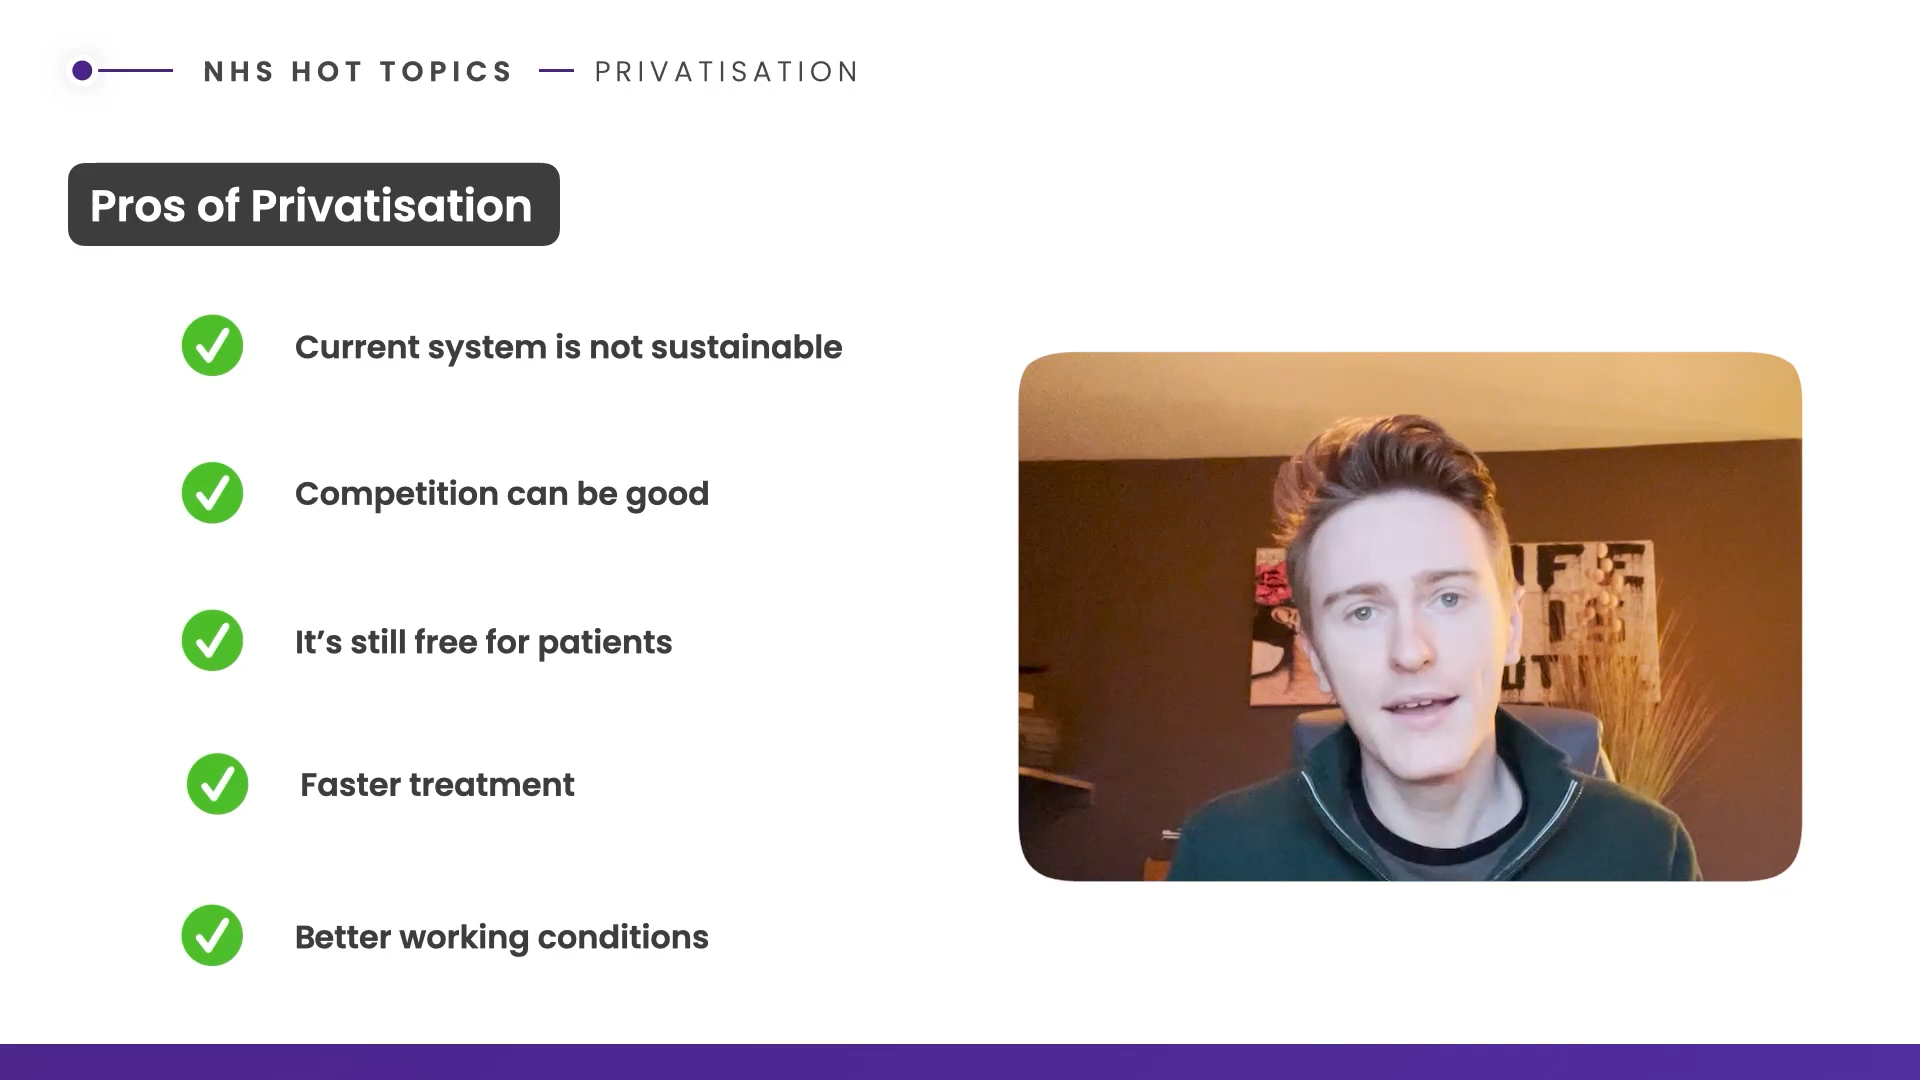 NHS HOT TOPICS — PRIVATISATION
Pros of Privatisation
Current system is not sustainable
Competition can be good
It’s still free for patients
Faster treatment
Better working conditions